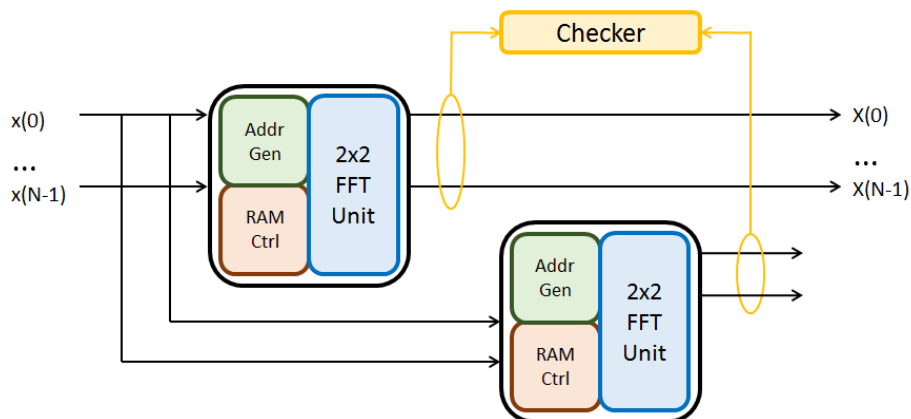 Checker
x(0)
...
x(N-1)
Addr
Gen
RAM
Ctrl
2x2
FFT
Unit
X(0)
...
X(N-1)
Addr
Gen
RAM
Ctrl
2x2
FFT
Unit